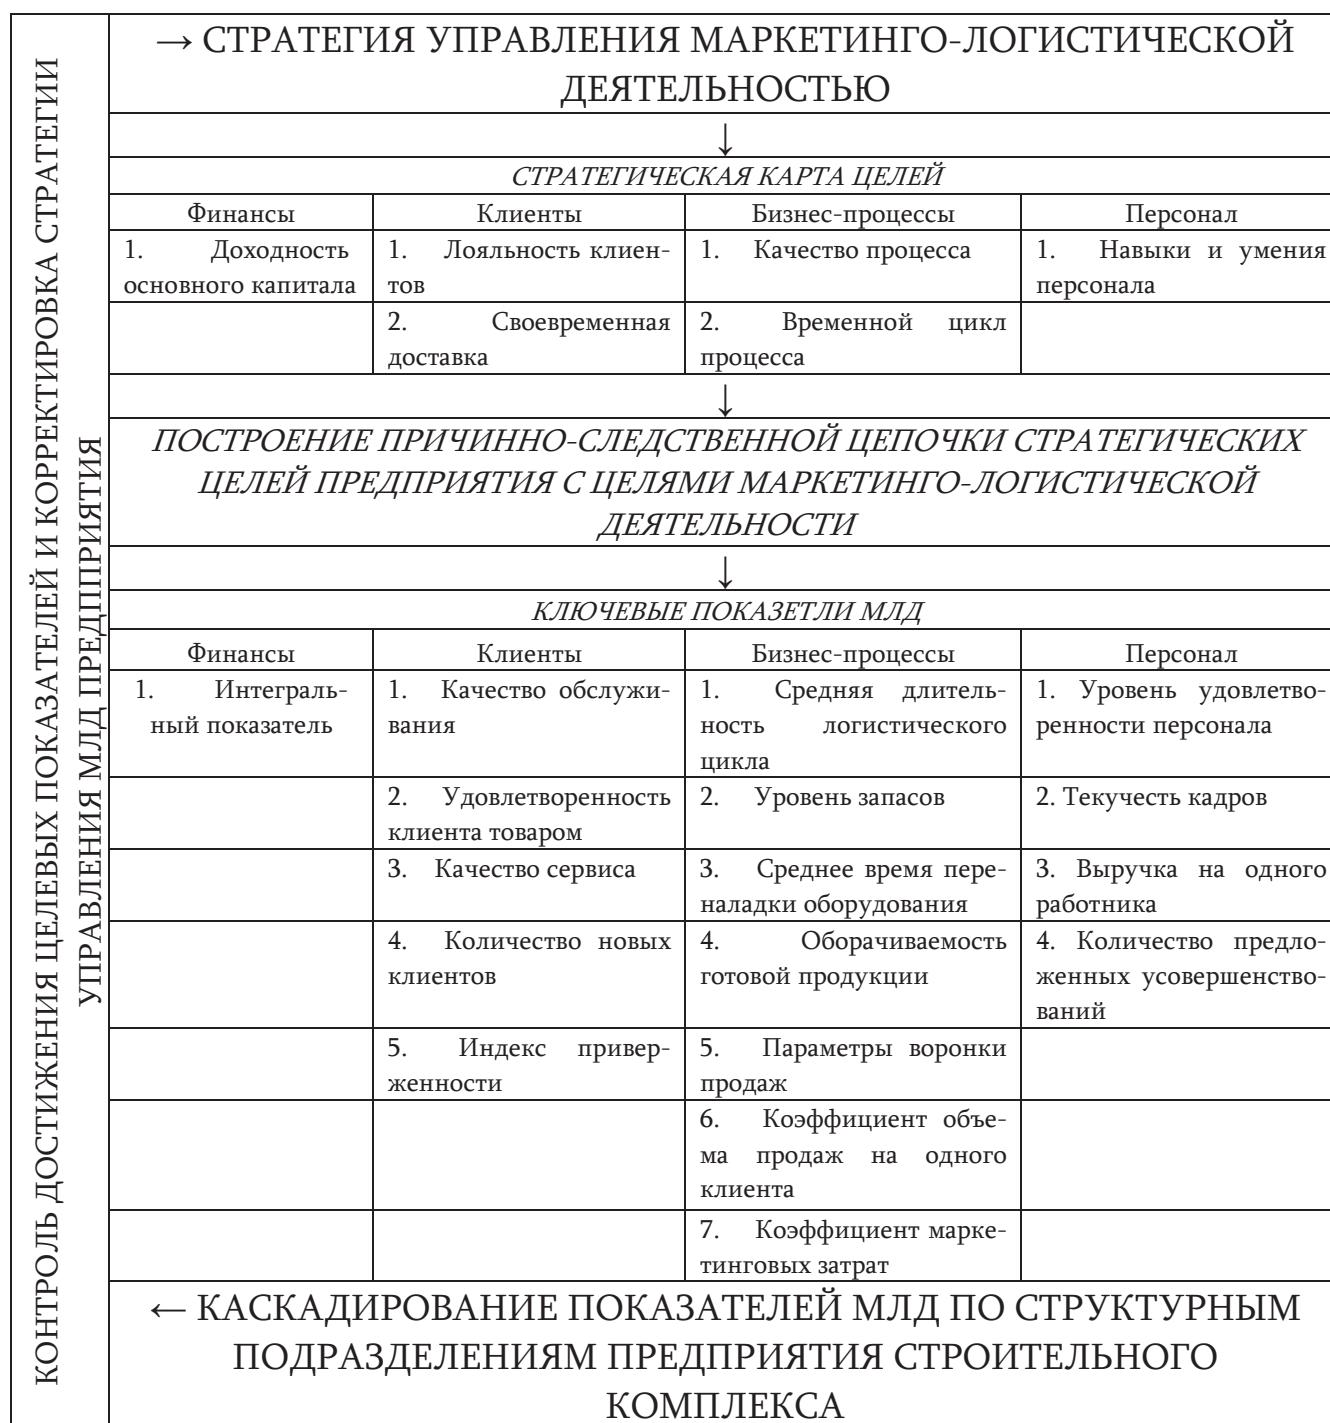 КОНТРОЛЬ ДОСТИЖЕНИЯ ЦЕЛЕВЫХ ПОКАЗАТЕЛЕЙ И КОРРЕКТИРОВКА СТРАТЕГИИ
УПРАВЛЕНИЯ МЛД ПРЕДППРИЯТИЯ
→ СТРАТЕГИЯ УПРАВЛЕНИЯ МАРКЕТИНГО-ЛОГИСТИЧЕСКОЙ
ДЕЯТЕЛЬНОСТЬЮ
↓
СТРАТЕГИЧЕСКАЯ КАРТА ЦЕЛЕЙ
Финансы
Клиенты
Бизнес-процессы
Персонал
1. Доходность
основного капитала
1. Лояльность клиен-
тов
1. Качество процесса
1. Навыки и умения
персонала
2. Своевременная
доставка
2. Временной цикл
процесса
↓
ПОСТРОЕНИЕ ПРИЧИННО-СЛЕДСТВЕННОЙ ЦЕПОЧКИ СТРАТЕГИЧЕСКИХ
ЦЕЛЕЙ ПРЕДПРИЯТИЯ С ЦЕЛЯМИ МАРКЕТИНГО-ЛОГИСТИЧЕСКОЙ
ДЕЯТЕЛЬНОСТИ
↓
КЛЮЧЕВЫЕ ПОКАЗЕТЛИ МЛД
Финансы
Клиенты
Бизнес-процессы
Персонал
1. Интеграль-
ный показатель
1. Качество обслужи-
вания
1. Средняя длитель-
ность логистического
цикла
1. Уровень удовлетво-
ренности персонала
2. Удовлетворенность
клиента товаром
2. Уровень запасов
2. Текучесть кадров
3. Качество сервиса
3. Среднее время пере-
наладки оборудования
3. Выручка на одного
работника
4. Количество новых
клиентов
4. Оборачиваемость
готовой продукции
4. Количество предло-
женных усовершенство-
ваний
5. Индекс привер-
женности
5. Параметры воронки
продаж
6. Коэффициент объе-
ма продаж на одного
клиента
7. Коэффициент марке-
тинговых затрат
← КАСКАДИРОВАНИЕ ПОКАЗАТЕЛЕЙ МЛД ПО СТРУКТУРНЫМ
ПОДРАЗДЕЛЕНИЯМ ПРЕДПРИЯТИЯ СТРОИТЕЛЬНОГО
КОМПЛЕКСА